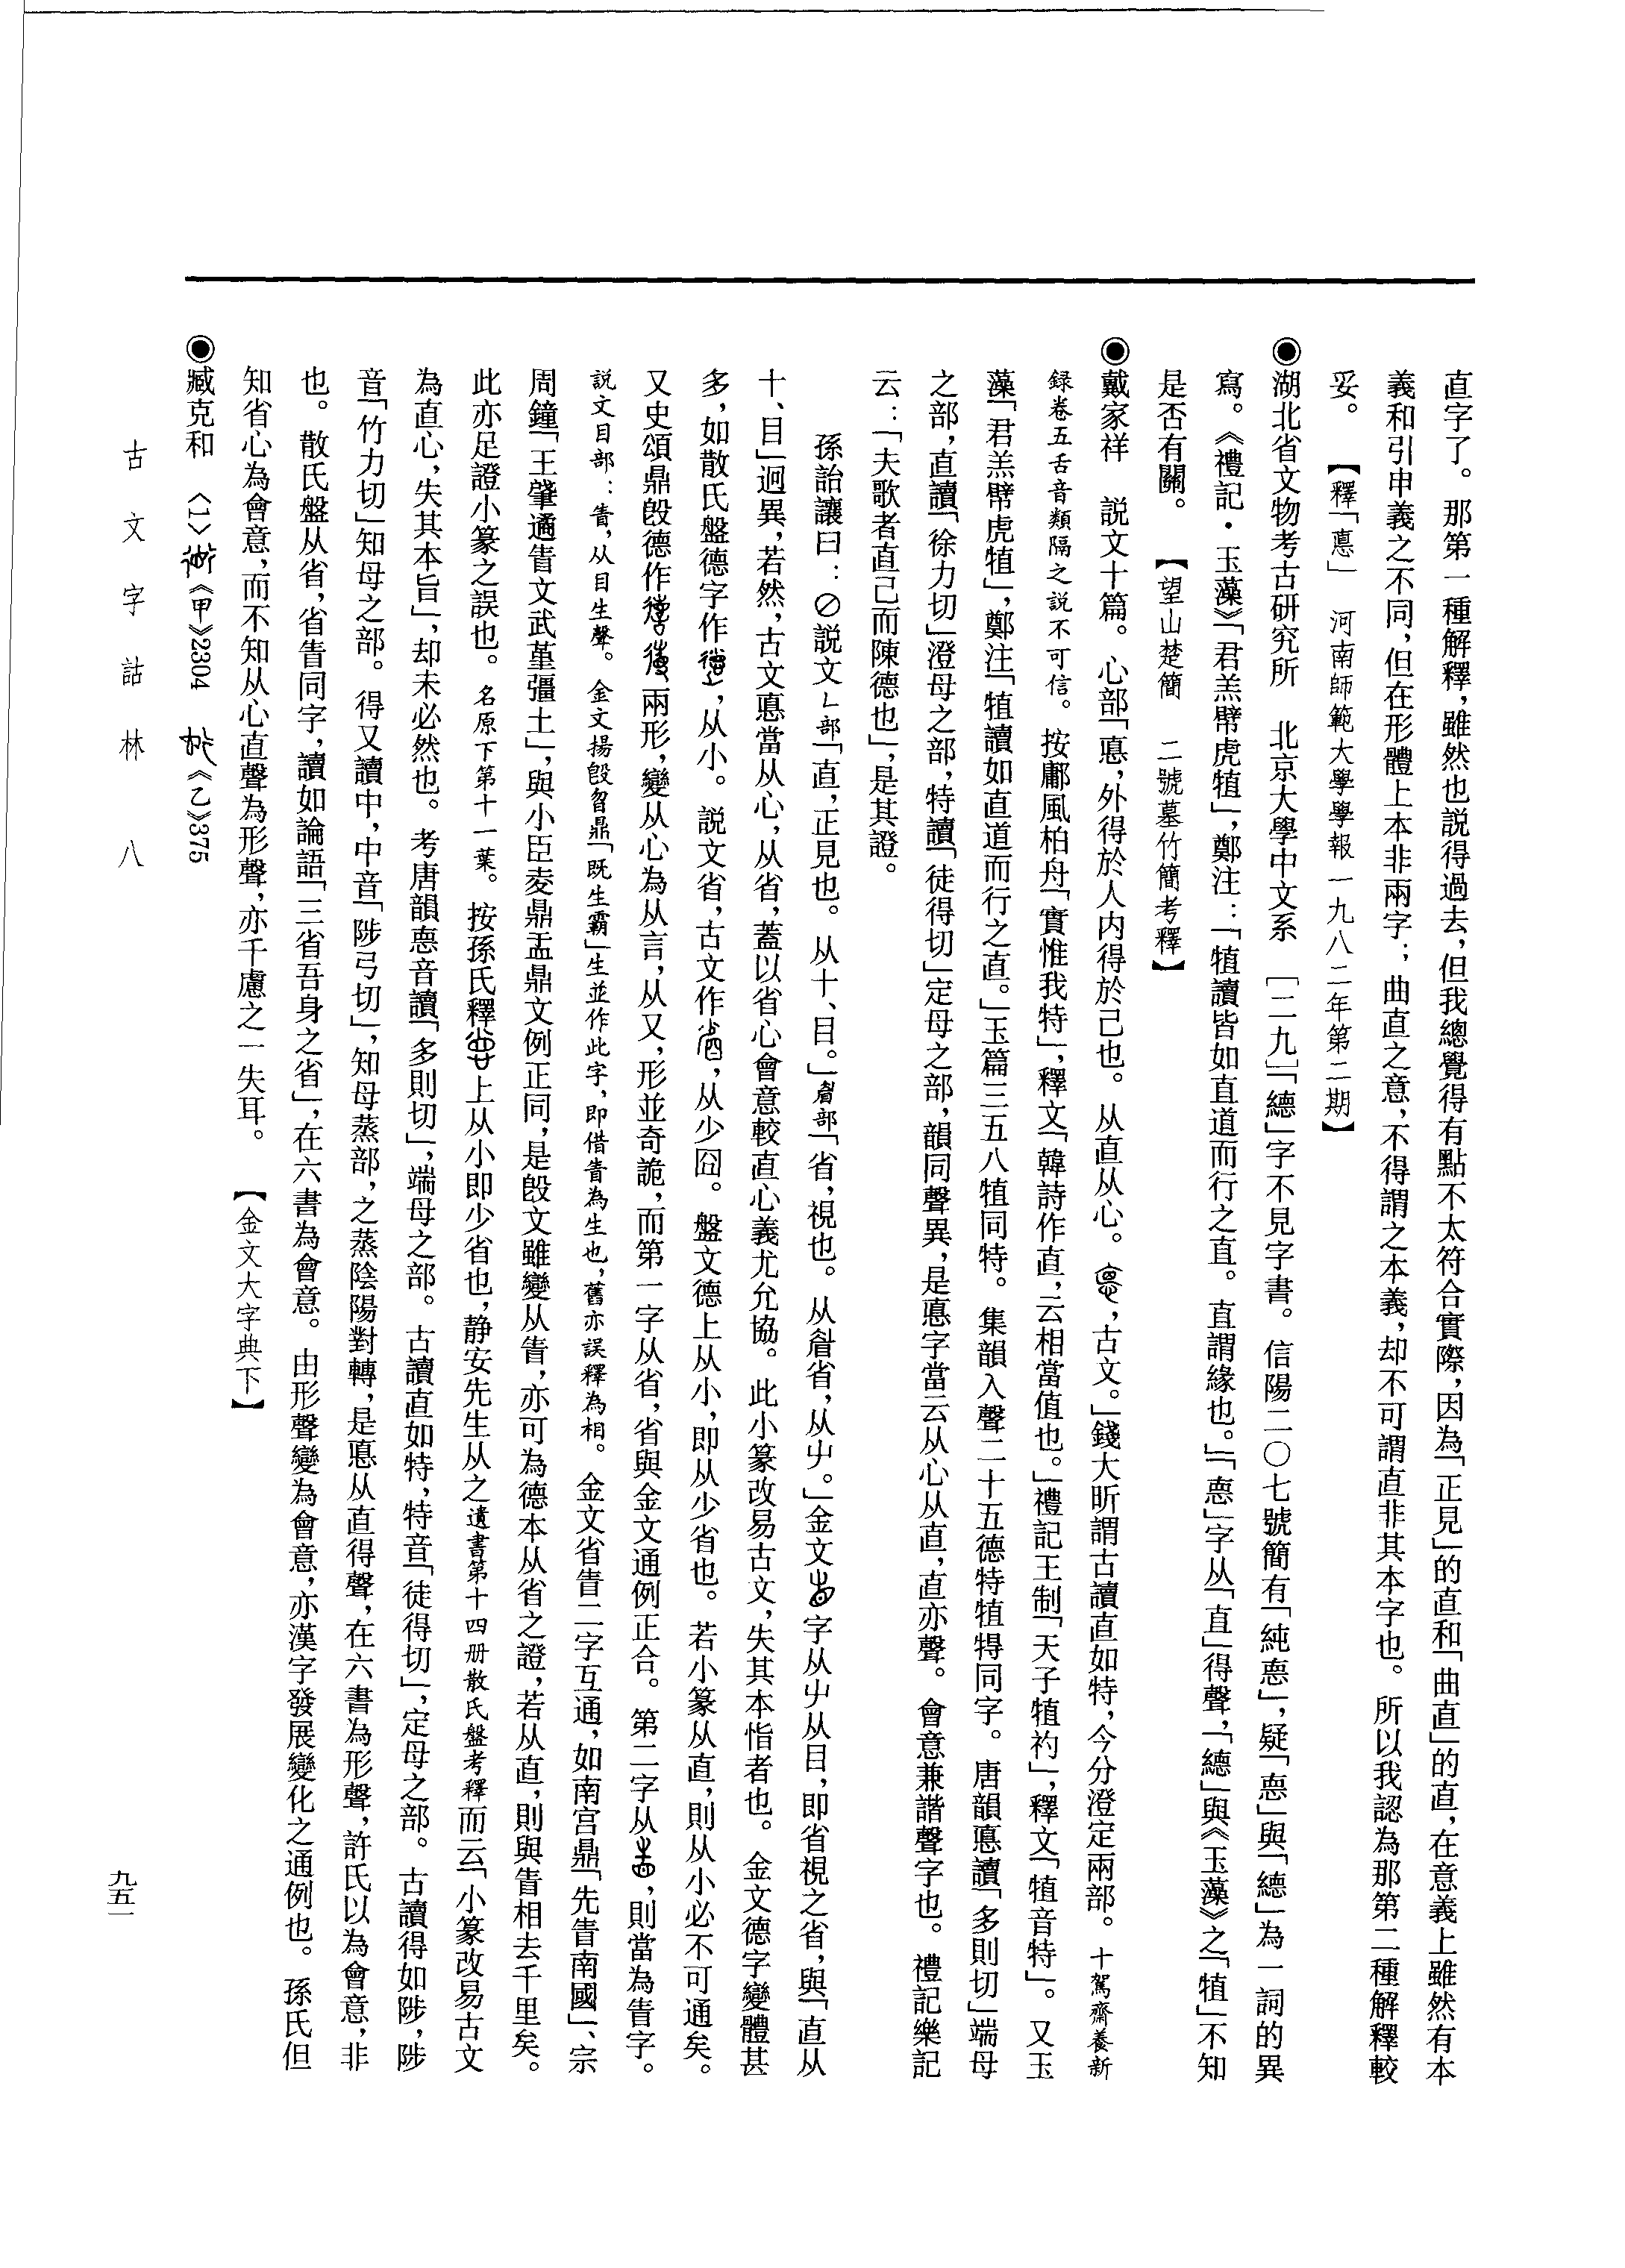 直字了。那第一種解釋，雖然也説得過去，但我總覺得有點不太符合實際，因為「正見」的直和「曲直」的直，在意義上雖然有本
義和引申義之不同，但在形體上本非兩字；曲直之意，不得謂之本義，却不可謂直非其本字也。所以我認為那第二種解釋較
妥。　【釋「悳」　河南師範大學學報一九八二年第二期】
◉湖北省文物考古研究所　北京大學中文系　［二九］「繐」字不見字書。信陽二〇七號簡有「純悳」，疑「悳」與「繐」為一詞的異
寫。《禮記·玉藻》「君羔幦虎犆」，鄭注：「犆讀皆如直道而行之直。直謂緣也。」「悳」字从「直」得聲，「繐」與《玉藻》之「犆」不知
是否有關。　【望山楚簡　二號墓竹簡考釋】
◉戴家祥　説文十篇。心部「悳，外得於人内得於己也。从直从心。，古文。」錢大昕謂古讀直如特，今分澄定兩部。十駕齋養新
録卷五舌音類隔之説不可信。按鄘風柏舟「實惟我特」，釋文「韓詩作直，云相當值也。」禮記王制「天子犆礿」，釋文「犆音特」。又玉
藻「君羔幦虎犆」，鄭注「犆讀如直道而行之直。」玉篇三五八犆同特。集韻入聲二十五德特犆㝵同字。唐韻悳讀「多則切」端母
之部，直讀「徐力切」澄母之部，特讀「徒得切」定母之部，韻同聲異，是悳字當云从心从直，直亦聲。會意兼諧聲字也。禮記樂記
云：「夫歌者直己而陳德也」，是其證。
孫詒讓曰：⊘説文𠃊部「直，正見也。从十、目。」眉部「省，視也。从眉省，从屮。」金文字从屮从目，即省視之省，與「直从
十、目」迥異，若然，古文悳當从心，从省，蓋以省心會意較直心義尤允協。此小篆改易古文，失其本恉者也。金文德字變體甚
多，如散氏盤德字作，从小。説文省，古文作，从少囧。盤文德上从小，即从少省也。若小篆从直，則从小必不可通矣。
又史頌鼎𣪘德作兩形，變从心為从言，从又，形並奇詭，而第一字从省，省與金文通例正合。第二字从，則當為眚字。
説文目部：眚，从目生聲。金文揚𣪘曶鼎「既生霸」生並作此字，即借眚為生也，舊亦誤釋為相。金文省眚二字互通，如南宫鼎「先眚南國」、宗
周鐘「王肇遹眚文武堇彊土」，與小臣夌鼎盂鼎文例正同，是𣪘文雖變从眚，亦可為德本从省之證，若从直，則與眚相去千里矣。
此亦足證小篆之誤也。名原下第十一葉。按孫氏釋上从小即少省也，静安先生从之遺書第十四册散氏盤考釋而云「小篆改易古文
為直心，失其本旨」，却未必然也。考唐韻悳音讀「多則切」，端母之部。古讀直如特，特音「徒得切」，定母之部。古讀得如陟，陟
音「竹力切」知母之部。得又讀中，中音「陟弓切」，知母蒸部，之蒸陰陽對轉，是悳从直得聲，在六書為形聲，許氏以為會意，非
也。散氏盤从省，省眚同字，讀如論語「三省吾身之省」，在六書為會意。由形聲變為會意，亦漢字發展變化之通例也。孫氏但
知省心為會意，而不知从心直聲為形聲，亦千慮之一失耳。　【金文大字典下】
◉臧克和　〈1〉《甲》2304　《乙》375
古文字詁林　八
九五一